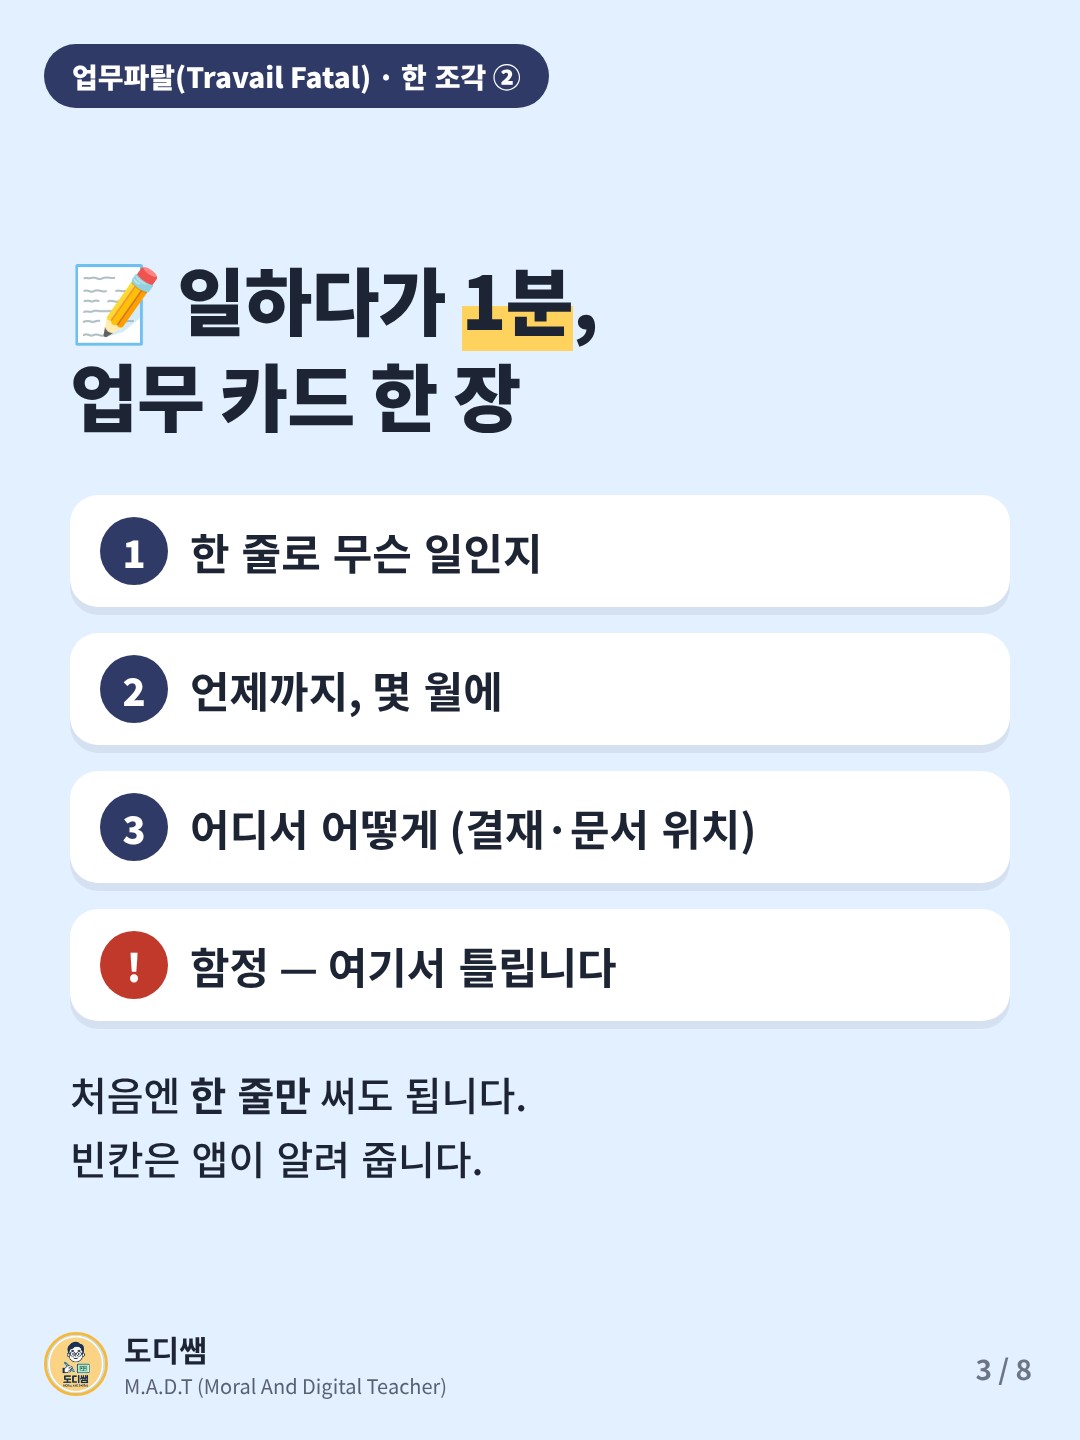 업무파탈(Travail Fatal) · 한 조각 ②
📝 일하다가 1분,
업무 카드 한 장
1 한 줄로 무슨 일인지
2 언제까지, 몇 월에
3 어디서 어떻게 (결재·문서 위치)
! 함정 — 여기서 틀립니다
처음엔 한 줄만 써도 됩니다.
빈칸은 앱이 알려 줍니다.
도디쌤
도디쌤
M.A.D.T (Moral And Digital Teacher)
3 / 8